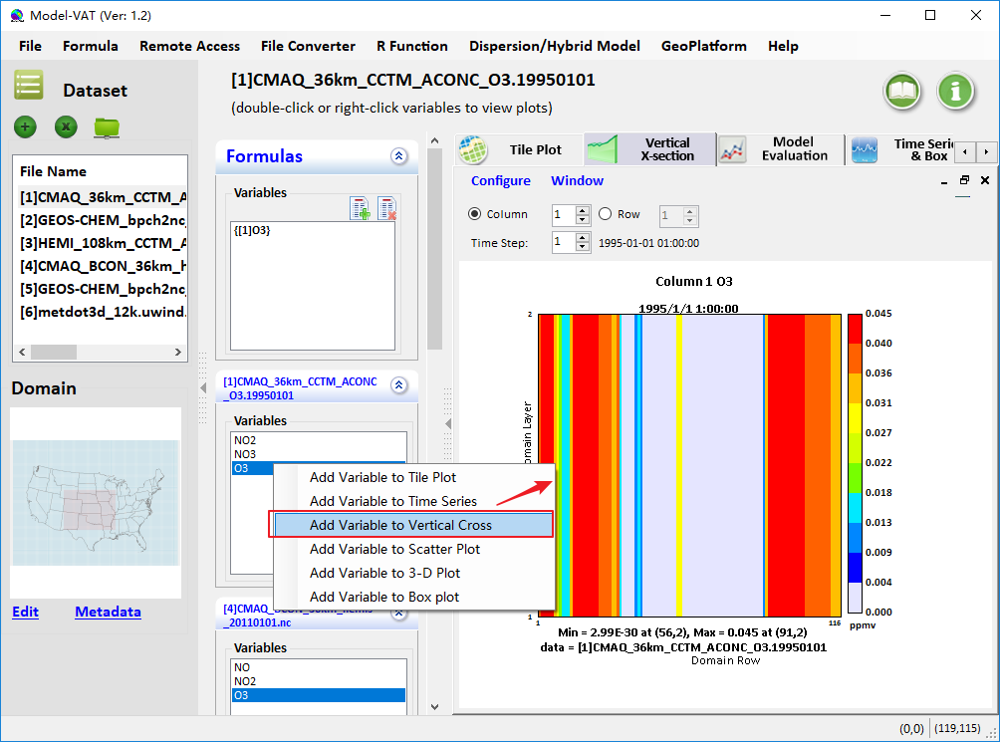 Model-VAT (Ver: 1.2)
File Formula Remote Access File Converter R Function Dispersion/Hybrid Model GeoPlatform Help
Dataset
[1]CMAQ_36km_CCTM_ACONC_O3.19950101
(double-click or right-click variables to view plots)
File Name
[1]CMAQ_36km_CCTM_A
[2]GEOS-CHEM_bpch2nc
[3]HEMI_108km_CCTM_A
[4]CMAQ_BCON_36km_h
[5]GEOS-CHEM_bpch2nc
[6]metdot3d_12k.uwind.
Domain
Edit Metadata
Formulas
Variables
{[1]O3}
[1]CMAQ_36km_CCTM_ACONC
_O3.19950101
Variables
NO2
NO3
O3
Add Variable to Tile Plot
Add Variable to Time Series
Add Variable to Vertical Cross
Add Variable to Scatter Plot
Add Variable to 3-D Plot
Add Variable to Box plot
[4]CMAQ_BCON_36km_hemis
_20110101.nc
Variables
NO
NO2
O3
Tile Plot
Vertical
X-section
Model
Evaluation
Time Seri
& Box
Configure Window
Column 1 Row 1
Time Step: 1 1995-01-01 01:00:00
Column 1 O3
1995/1/1 1:00:00
2
omain Layer
1
1 116
0.045
0.040
0.036
0.031
0.027
0.022
0.018
0.013
0.009
0.004
0.000
ppmv
Min = 2.99E-30 at (56,2), Max = 0.045 at (91,2)
data = [1]CMAQ_36km_CCTM_ACONC_O3.19950101
Domain Row
(0,0) (119,115)